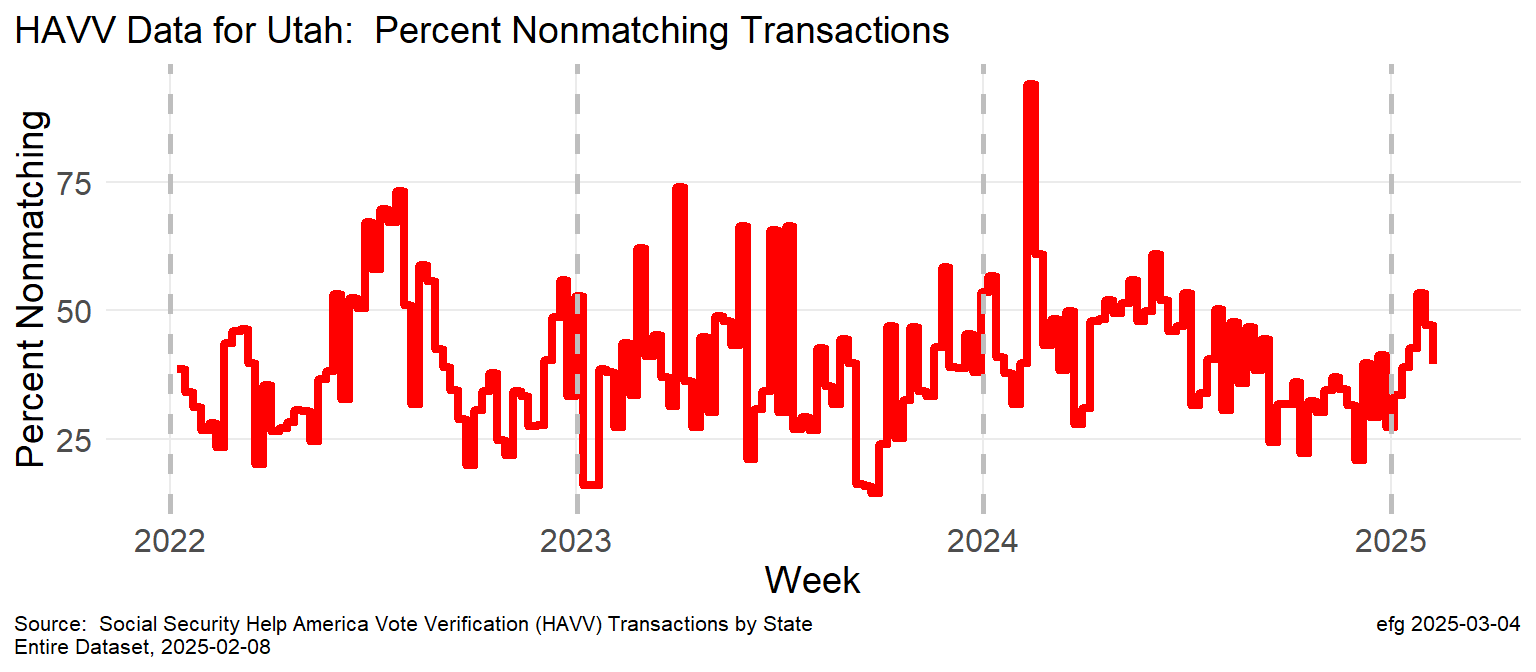 HAVV Data for Utah:  Percent Nonmatching Transactions
Percent Nonmatching
75
50
25
2022
2023
2024
2025
Week
Source:  Social Security Help America Vote Verification (HAVV) Transactions by State
Entire Dataset, 2025-02-08
efg 2025-03-04